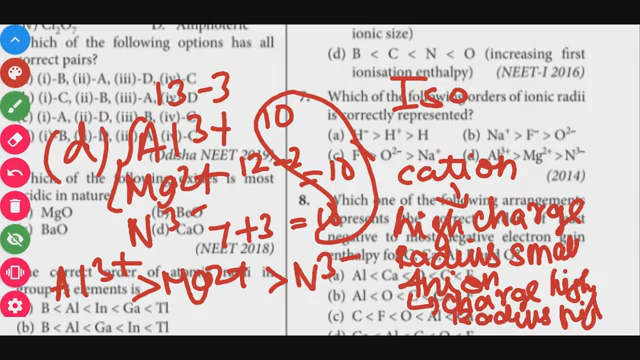 (iv) Cl₂O₇ D. Amphoteric
Which of the following options has all
correct pairs?
(i)-B, (ii)-A, (iii)-D, (iv)-C
(i)-C, (ii)-B, (iii)-A, (iv)-D
(i)-A, (ii)-D, (iii)-B, (iv)-C
NEET 2019)
of the following oxides is most
acidic in nature?
MgO (b) BeO
BaO (d) CaO
(NEET 2018)
The correct order of atomic radii in
group elements is
(a) B < Al < In < Ga < Tl
(b) B < Al < In < Ga < Tl
13-3
(d) Al3+ 10
Mg2+ 12-2 = 10
N3- 7+3 = 10
Al3+ > Mg2+ > N3-
ionic size)
(d) B < C < N < O (increasing first
ionisation enthalpy) (NEET-I 2016)
Iso
7. Which of the following orders of ionic radii
is correctly represented?
(a) H⁻ > H⁺ > H (b) Na⁺ > F⁻ > O²⁻
(c) F⁻ > O²⁻ > Na⁺ (d) Al³⁺ > Mg²⁺ > N³⁻
(2014)
cation
8. Which one of the following arrangements
represents the correct order of
negative to most negative electron gain
(a) Al < Ca
(b) Al < O <
(c) C < F < O < Al
high charge
Radius small
Anion
charge high
Radius high